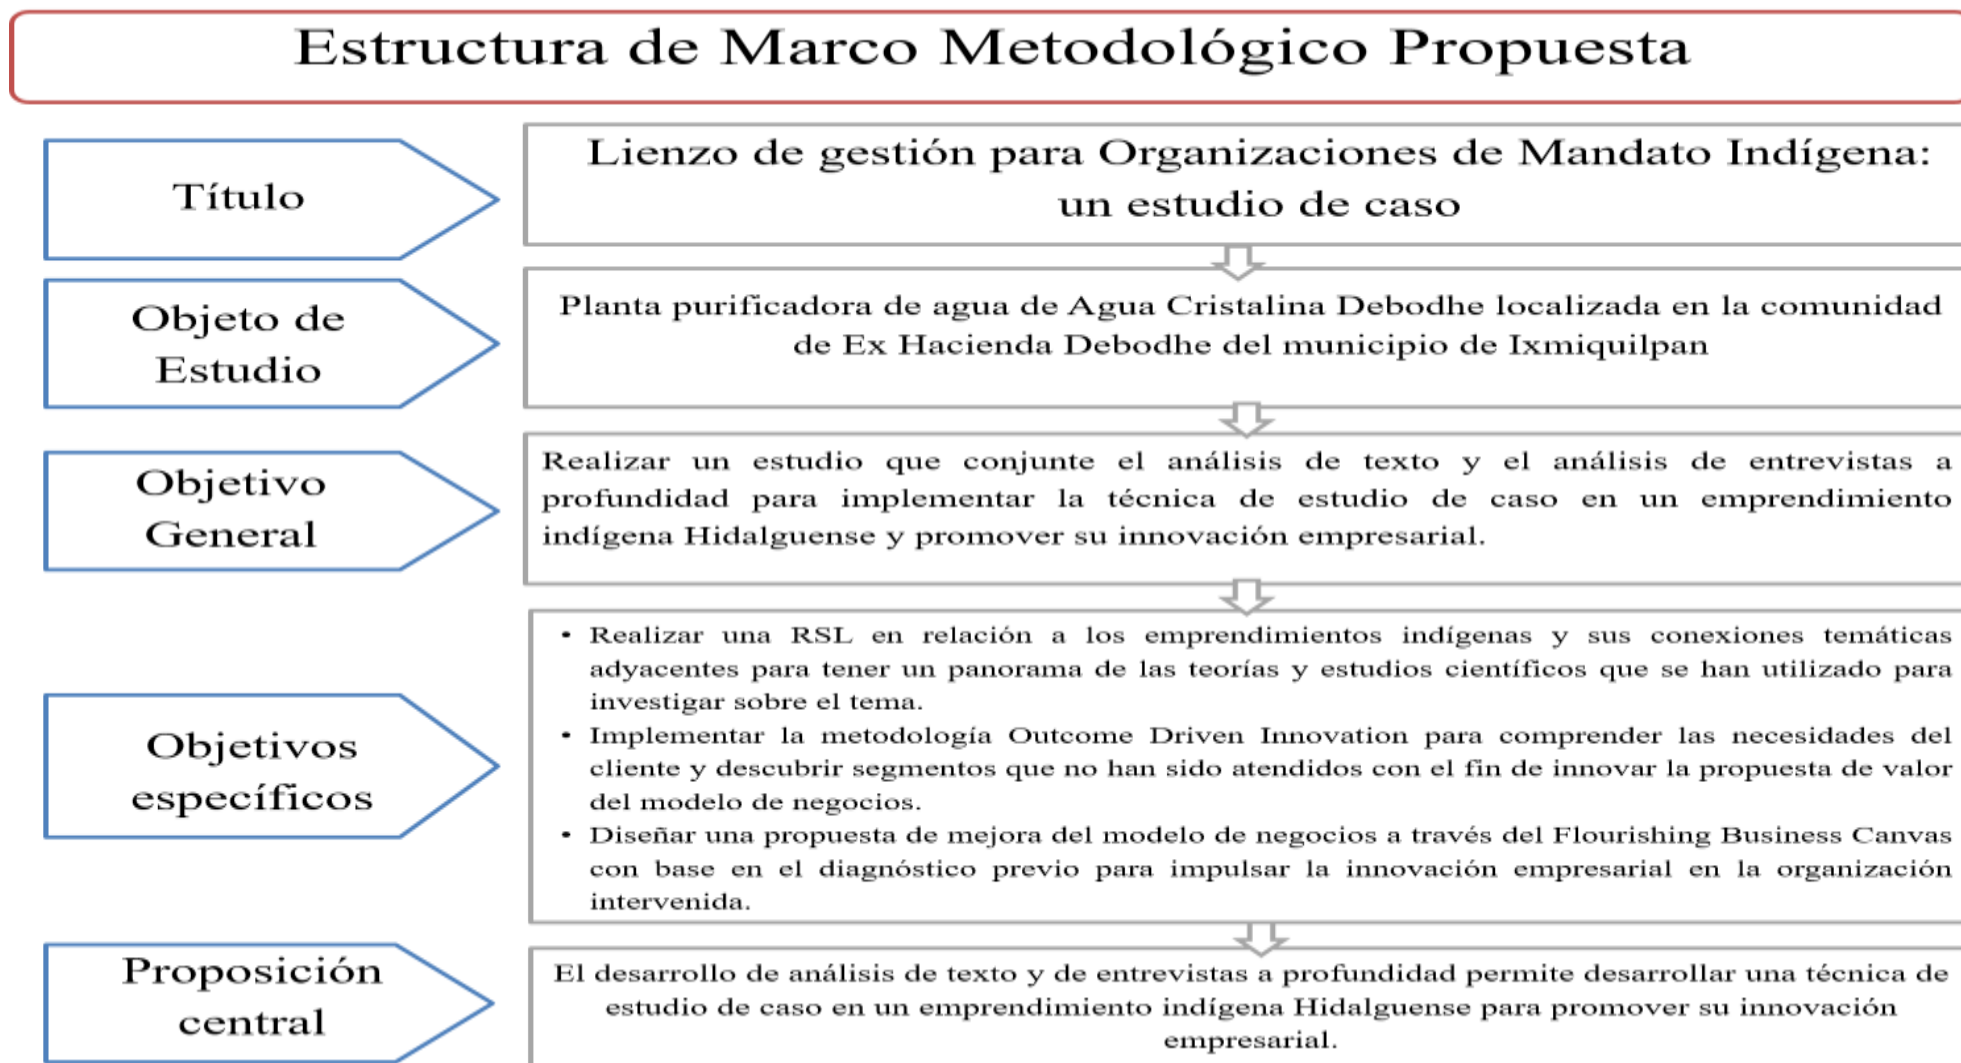 Estructura de Marco Metodológico Propuesta
Título
Lienzo de gestión para Organizaciones de Mandato Indígena:
un estudio de caso
Objeto de
Estudio
Planta purificadora de agua de Agua Cristalina Debodhe localizada en la comunidad
de Ex Hacienda Debodhe del municipio de Ixmiquilpan
Objetivo
General
Realizar un estudio que conjunte el análisis de texto y el análisis de entrevistas a
profundidad para implementar la técnica de estudio de caso en un emprendimiento
indígena Hidalguense y promover su innovación empresarial.
Objetivos
específicos
• Realizar una RSL en relación a los emprendimientos indígenas y sus conexiones temáticas
adyacentes para tener un panorama de las teorías y estudios científicos que se han utilizado para
investigar sobre el tema.
• Implementar la metodología Outcome Driven Innovation para comprender las necesidades del
cliente y descubrir segmentos que no han sido atendidos con el fin de innovar la propuesta de valor
del modelo de negocios.
• Diseñar una propuesta de mejora del modelo de negocios a través del Flourishing Business Canvas
con base en el diagnóstico previo para impulsar la innovación empresarial en la organización
intervenida.
Proposición
central
El desarrollo de análisis de texto y de entrevistas a profundidad permite desarrollar una técnica de
estudio de caso en un emprendimiento indígena Hidalguense para promover su innovación
empresarial.